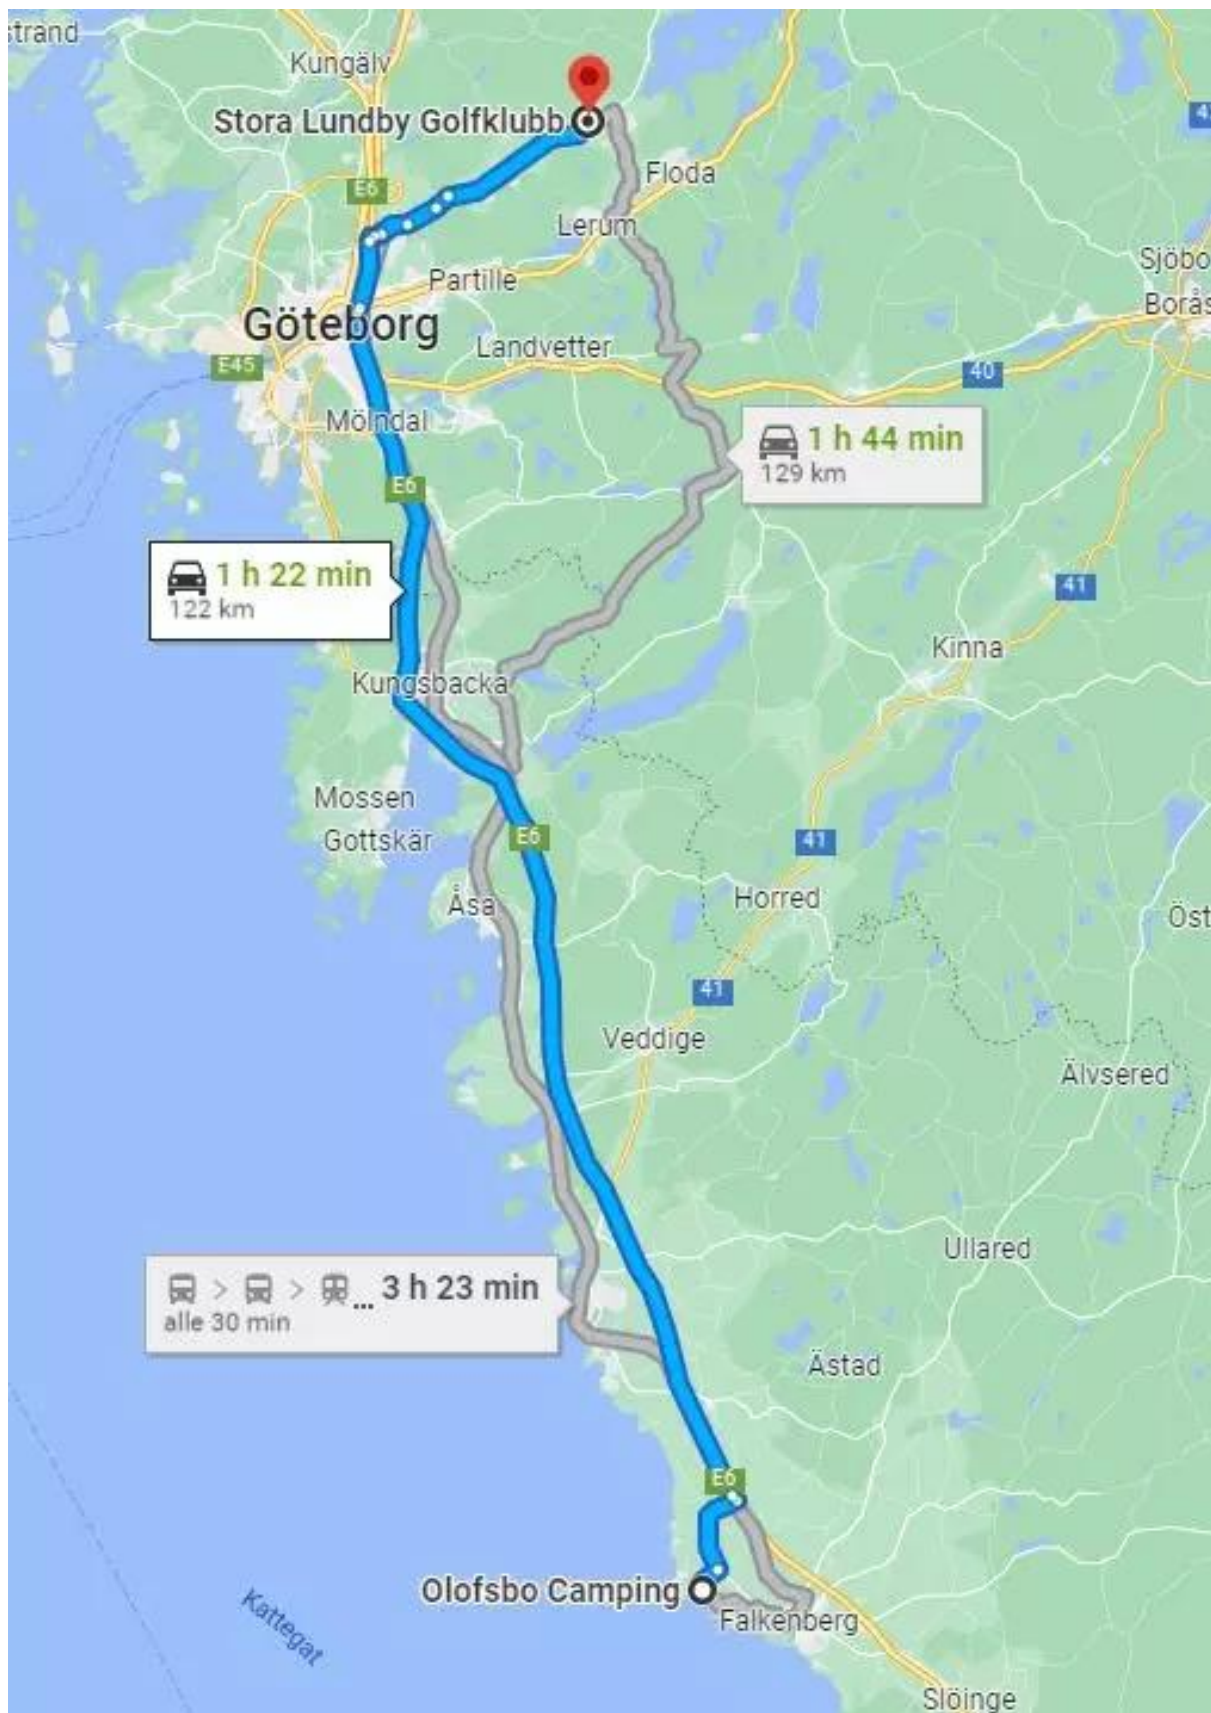 strand
Kungälv
Stora Lundby Golfklubb
E6
Floda
Lerum
Sjöbo
Partille
Borås
Göteborg
Landvetter
E45
40
Mölndal
1 h 44 min
129 km
E6
1 h 22 min
122 km
41
Kinna
Kungsbacka
Mossen
Gottskär
E6
41
Horred
Åsa
Öst
41
Veddige
Älvsered
Ullared
3 h 23 min
alle 30 min
Ästad
E6
Olofsbo Camping
Falkenberg
Kattegat
Slöinge